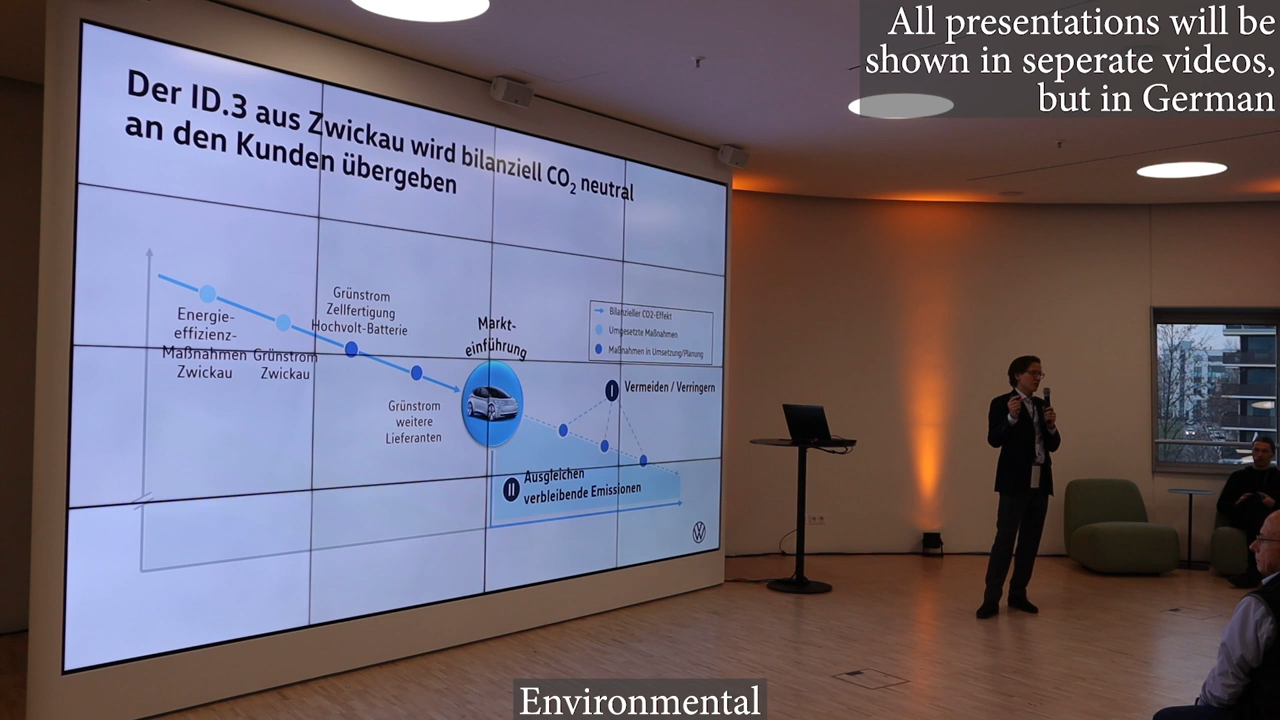 All presentations will be
shown in seperate videos,
but in German
Der ID.3 aus Zwickau wird bilanziell CO₂ neutral
an den Kunden übergeben
Energie-
effizienz-
Maßnahmen
Zwickau
Grünstrom
Zwickau
Grünstrom
Zellfertigung
Hochvolt-Batterie
Grünstrom
weitere
Lieferanten
Markt-
einführung
Bilanzieller CO2-Effekt
Umgesetzte Maßnahmen
Maßnahmen in Umsetzung/Planung
I Vermeiden / Verringern
II Ausgleichen
verbleibende Emissionen
VW
Environmental